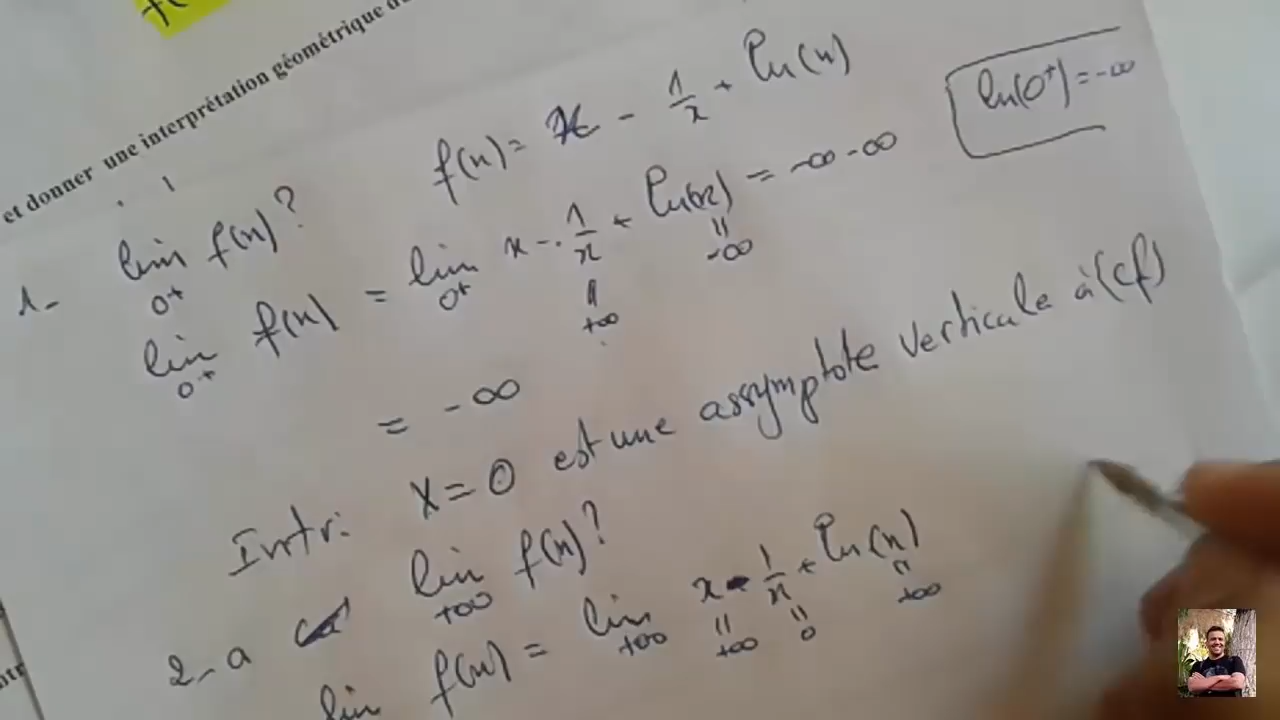 et donner une interprétation géométrique
f(x) = x - 1/x + ln(x)
ln(0+) = -∞
1- lim 0+ f(x)?
lim 0+ f(x) = lim 0+ x - 1/x + ln(x) = -∞ -∞
+∞ -∞
= -∞
Intr: X = 0 est une assymptote verticale à (Cf)
2-a lim +∞ f(x)?
lim f(x) = lim +∞ x - 1/x + ln(x)
+∞ 0 +∞